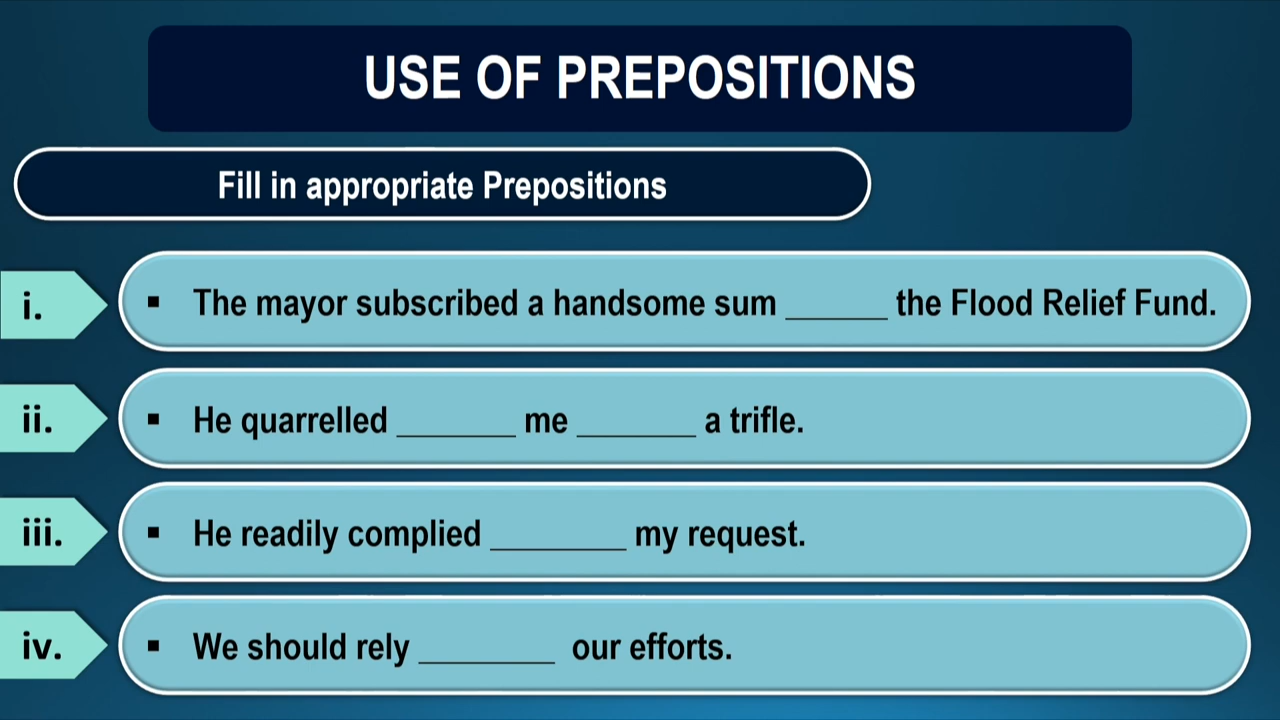 USE OF PREPOSITIONS
Fill in appropriate Prepositions
i. ▪ The mayor subscribed a handsome sum ______ the Flood Relief Fund.
ii. ▪ He quarrelled _______ me _______ a trifle.
iii. ▪ He readily complied ________ my request.
iv. ▪ We should rely ________ our efforts.